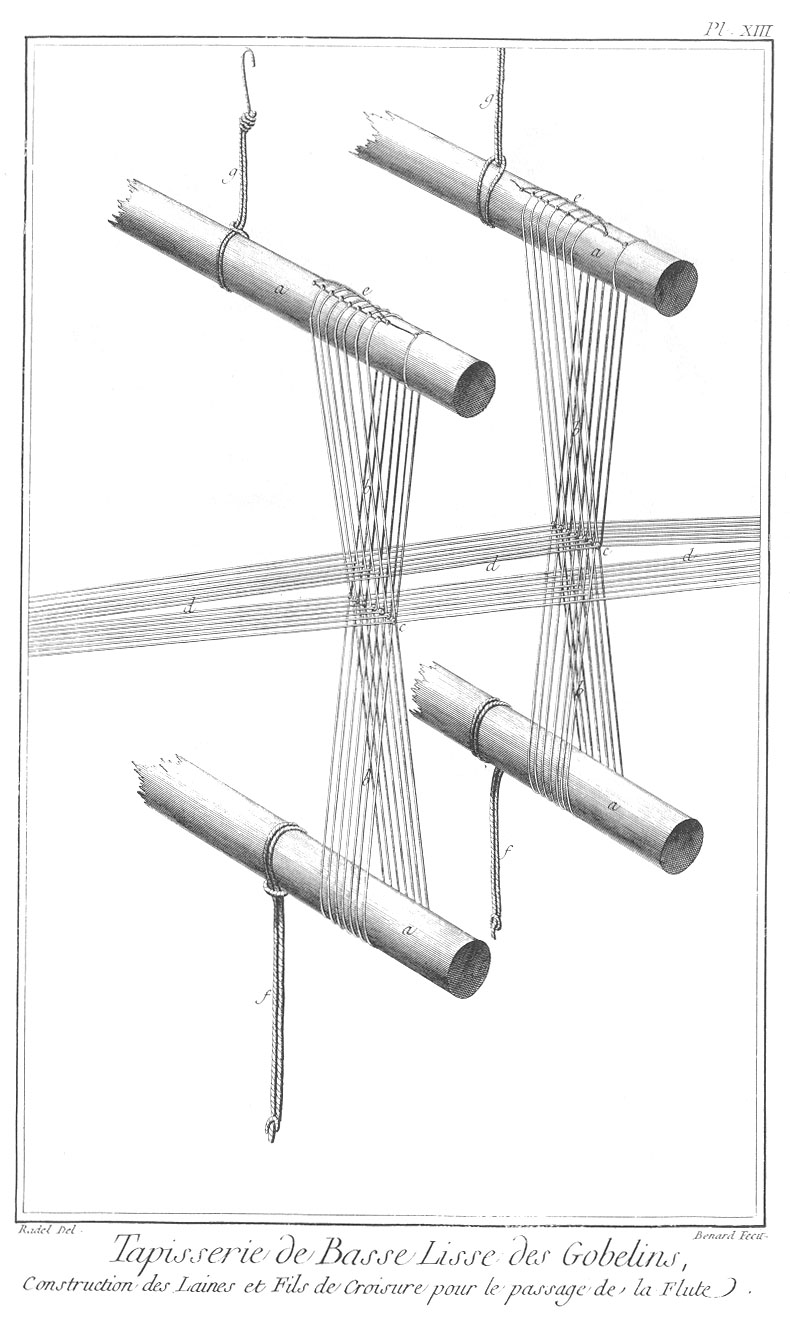 Pl. XIII
g
g
e
a
a
e
b
b
c
d
d
d
c
b
b
a
f
a
f
Radel Del.
Benard Fecit
Tapisserie de Basse Lisse des Gobelins,
Construction des Laines et Fils de Croisure pour le passage de la Flute.